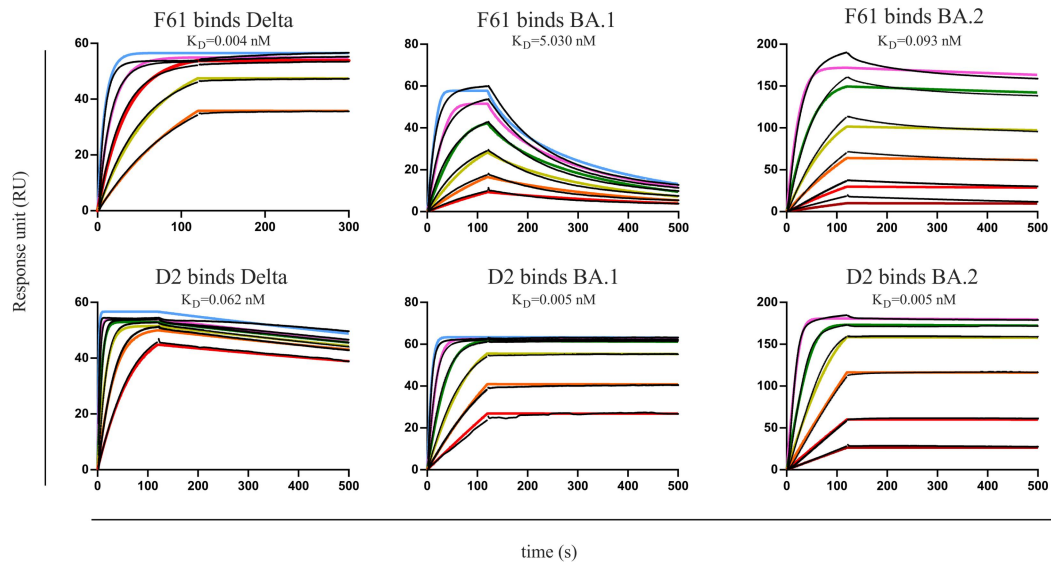 F61 binds Delta
K_D=0.004 nM
60
40
20
0
0 100 200 300
F61 binds BA.1
K_D=5.030 nM
80
60
40
20
0
0 100 200 300 400 500
F61 binds BA.2
K_D=0.093 nM
200
150
100
50
0
0 100 200 300 400 500
Response unit (RU)
D2 binds Delta
K_D=0.062 nM
60
40
20
0
0 100 200 300 400 500
D2 binds BA.1
K_D=0.005 nM
80
60
40
20
0
0 100 200 300 400 500
D2 binds BA.2
K_D=0.005 nM
200
150
100
50
0
0 100 200 300 400 500
time (s)